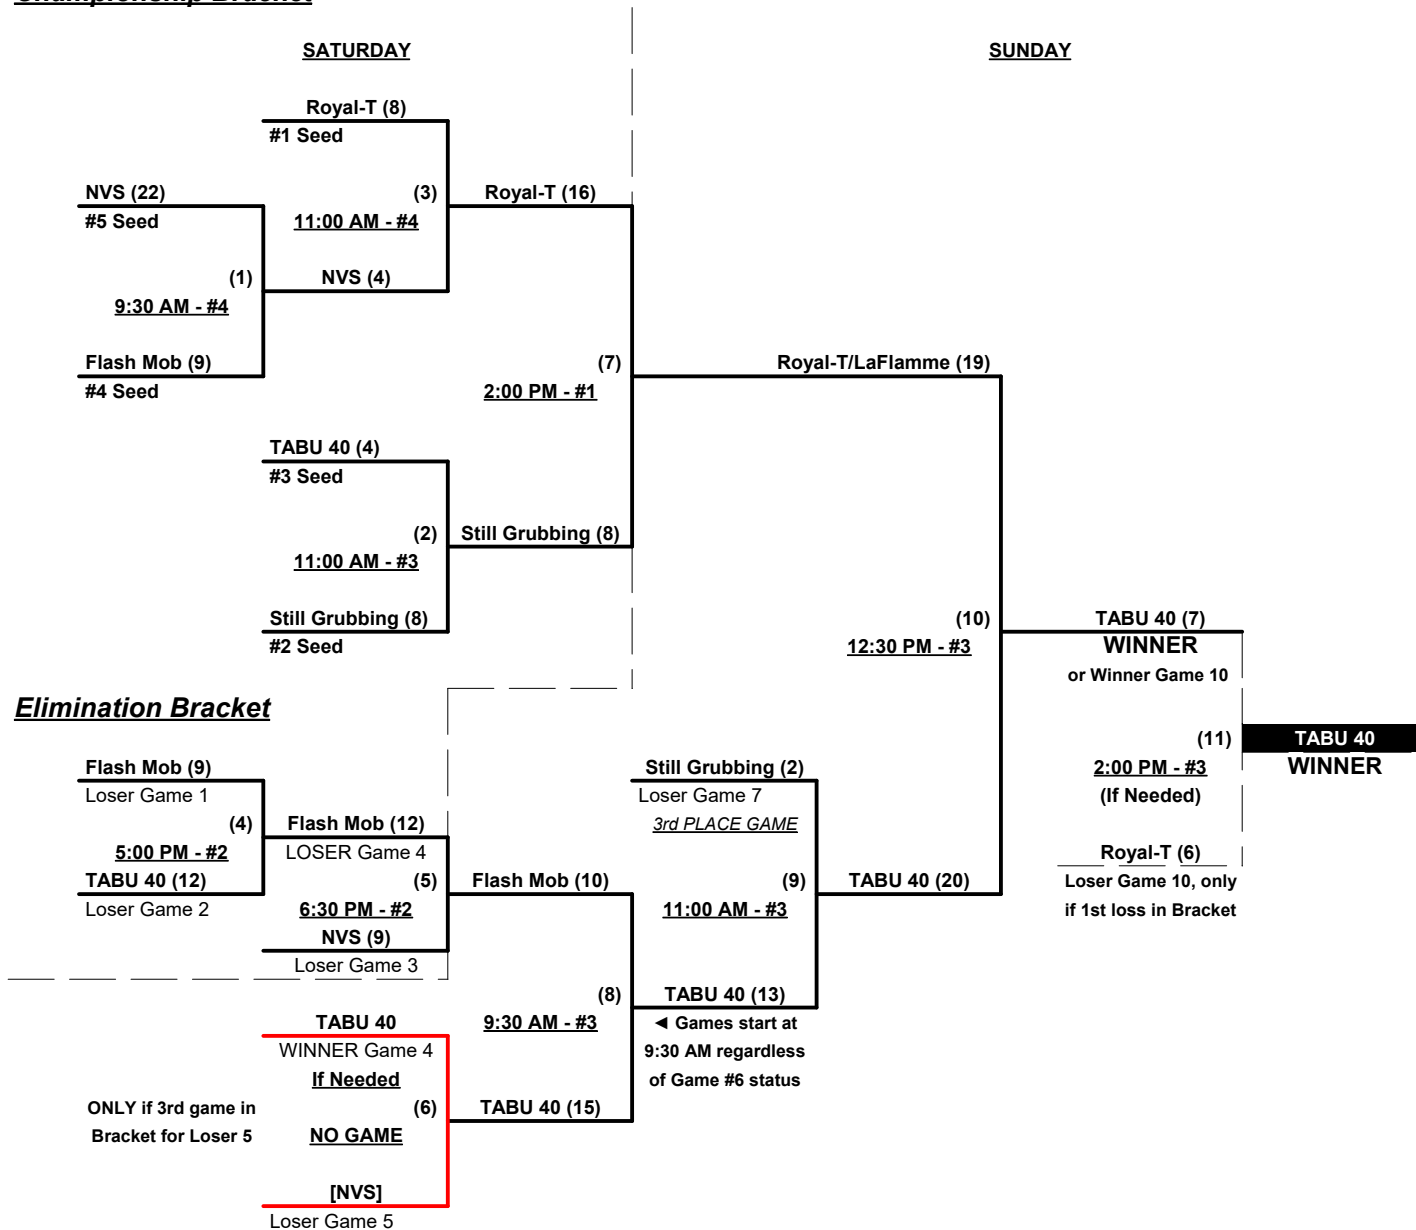 Championship Bracket
SATURDAY
SUNDAY
Royal-T (8)
#1 Seed
NVS (22)
#5 Seed
(3)
11:00 AM - #4
Royal-T (16)
(1)
9:30 AM - #4
NVS (4)
Flash Mob (9)
#4 Seed
(7)
2:00 PM - #1
Royal-T/LaFlamme (19)
TABU 40 (4)
#3 Seed
(2)
11:00 AM - #3
Still Grubbing (8)
Still Grubbing (8)
#2 Seed
(10)
12:30 PM - #3
TABU 40 (7)
WINNER
or Winner Game 10
Elimination Bracket
(11)
2:00 PM - #3
(If Needed)
TABU 40
WINNER
Flash Mob (9)
Loser Game 1
Still Grubbing (2)
Loser Game 7
3rd PLACE GAME
(4)
5:00 PM - #2
Flash Mob (12)
LOSER Game 4
Royal-T (6)
Loser Game 10, only
if 1st loss in Bracket
TABU 40 (12)
Loser Game 2
(5)
6:30 PM - #2
Flash Mob (10)
(9)
11:00 AM - #3
TABU 40 (20)
NVS (9)
Loser Game 3
(8)
9:30 AM - #3
TABU 40 (13)
◄ Games start at
9:30 AM regardless
of Game #6 status
TABU 40
WINNER Game 4
If Needed
ONLY if 3rd game in
Bracket for Loser 5
(6)
NO GAME
TABU 40 (15)
[NVS]
Loser Game 5